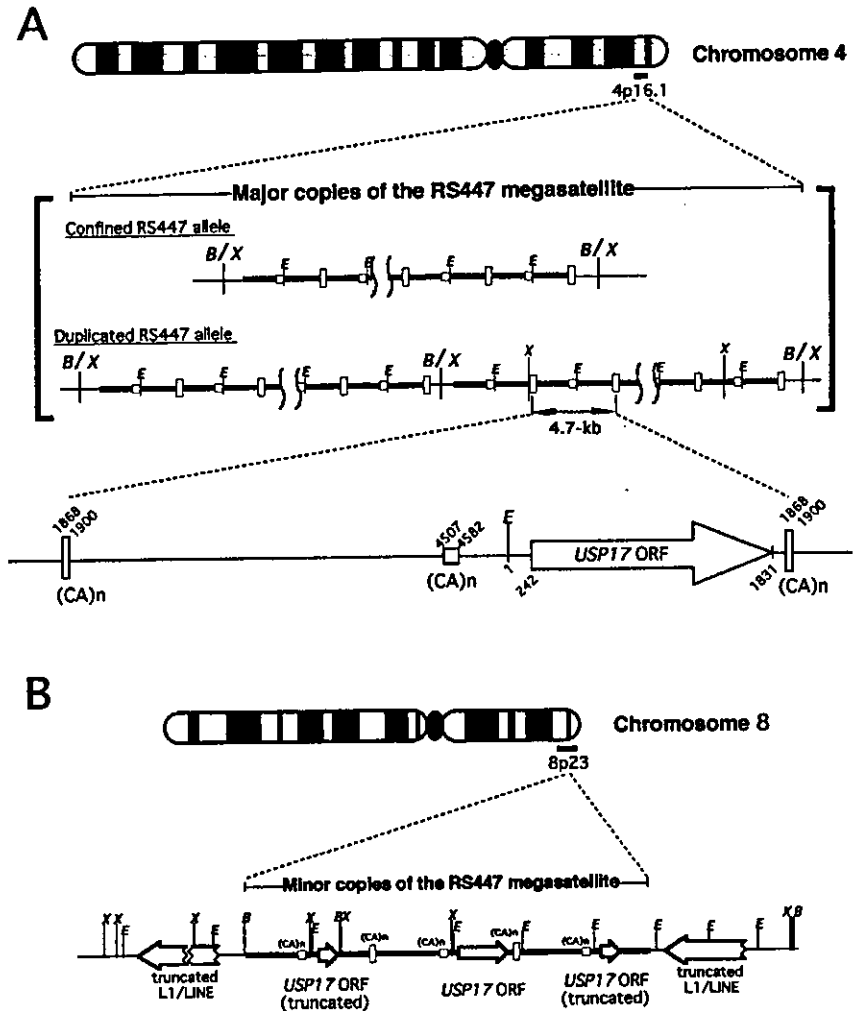 A
Chromosome 4
4p16.1
Major copies of the RS447 megasatellite
Confined RS447 allele
B/X E E E E B/X
Duplicated RS447 allele
B/X E E E E B/X E X E E X E B/X
4.7-kb
1868 1900 4507 4582 E USP17 ORF 1868 1900
(CA)n (CA)n 1 242 1831 (CA)n
B
Chromosome 8
8p23
Minor copies of the RS447 megasatellite
X X E X E B (CA)n X E BX (CA)n (CA)n X E (CA)n (CA)n E E E E X B
truncated L1/LINE
USP17 ORF (truncated)
USP17 ORF
USP17 ORF (truncated)
truncated L1/LINE